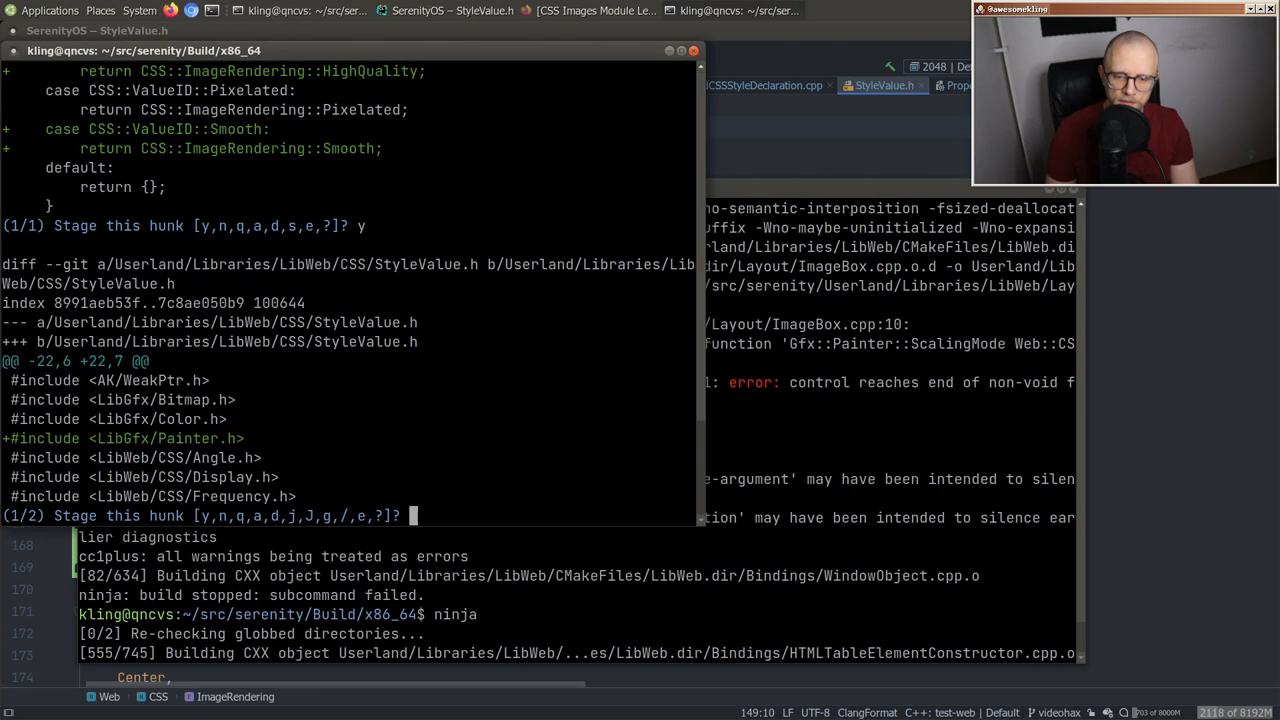 Applications Places System
kling@qncvs: ~/src/ser...
SerenityOS — StyleValue.h
[CSS Images Module Le...
kling@qncvs: ~/src/ser...
SerenityOS – StyleValue.h
@awesomekling
kling@qncvs: ~/src/serenity/Build/x86_64
2048 | De
CSSStyleDeclaration.cpp
StyleValue.h
Prope
+        return CSS::ImageRendering::HighQuality;
     case CSS::ValueID::Pixelated:
         return CSS::ImageRendering::Pixelated;
+    case CSS::ValueID::Smooth:
+        return CSS::ImageRendering::Smooth;
     default:
         return {};
     }
(1/1) Stage this hunk [y,n,q,a,d,s,e,?]? y
diff --git a/Userland/Libraries/LibWeb/CSS/StyleValue.h b/Userland/Libraries/Lib
Web/CSS/StyleValue.h
index 8991aeb53f..7c8ae050b9 100644
--- a/Userland/Libraries/LibWeb/CSS/StyleValue.h
+++ b/Userland/Libraries/LibWeb/CSS/StyleValue.h
@@ -22,6 +22,7 @@
 #include <AK/WeakPtr.h>
 #include <LibGfx/Bitmap.h>
 #include <LibGfx/Color.h>
+#include <LibGfx/Painter.h>
 #include <LibWeb/CSS/Angle.h>
 #include <LibWeb/CSS/Display.h>
 #include <LibWeb/CSS/Frequency.h>
(1/2) Stage this hunk [y,n,q,a,d,j,J,g,/,e,?]?
no-semantic-interposition -fsized-deallocat
uffix -Wno-maybe-uninitialized -Wno-expansi
rland/Libraries/LibWeb/CMakeFiles/LibWeb.di
dir/Layout/ImageBox.cpp.o.d -o Userland/Lib
/src/serenity/Userland/Libraries/LibWeb/Lay
/Layout/ImageBox.cpp:10:
function 'Gfx::Painter::ScalingMode Web::CS
1: error: control reaches end of non-void f
e-argument' may have been intended to silen
tion' may have been intended to silence ear
lier diagnostics
cc1plus: all warnings being treated as errors
[82/634] Building CXX object Userland/Libraries/LibWeb/CMakeFiles/LibWeb.dir/Bindings/WindowObject.cpp.o
ninja: build stopped: subcommand failed.
kling@qncvs:~/src/serenity/Build/x86_64$ ninja
[0/2] Re-checking globbed directories...
[555/745] Building CXX object Userland/Libraries/LibWeb/...es/LibWeb.dir/Bindings/HTMLTableElementConstructor.cpp.o
168
169
170
171
172
173
174 Center,
Web
CSS
ImageRendering
149:10 LF UTF-8 ClangFormat C++: test-web | Default videohax 703 of 8000M 2118 of 8192M